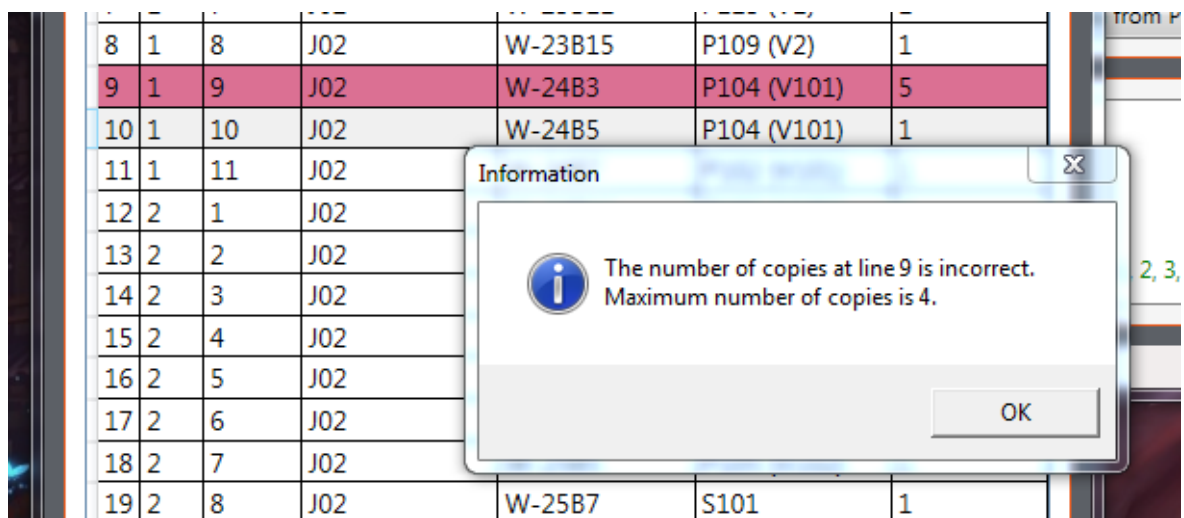 from P
8 1 8 J02 W-23B15 P109 (V2) 1
9 1 9 J02 W-24B3 P104 (V101) 5
10 1 10 J02 W-24B5 P104 (V101) 1
11 1 11 J02
Information
12 2 1 J02
13 2 2 J02
The number of copies at line 9 is incorrect.
2, 3,
Maximum number of copies is 4.
14 2 3 J02
15 2 4 J02
16 2 5 J02
17 2 6 J02
OK
18 2 7 J02
19 2 8 J02 W-25B7 S101 1